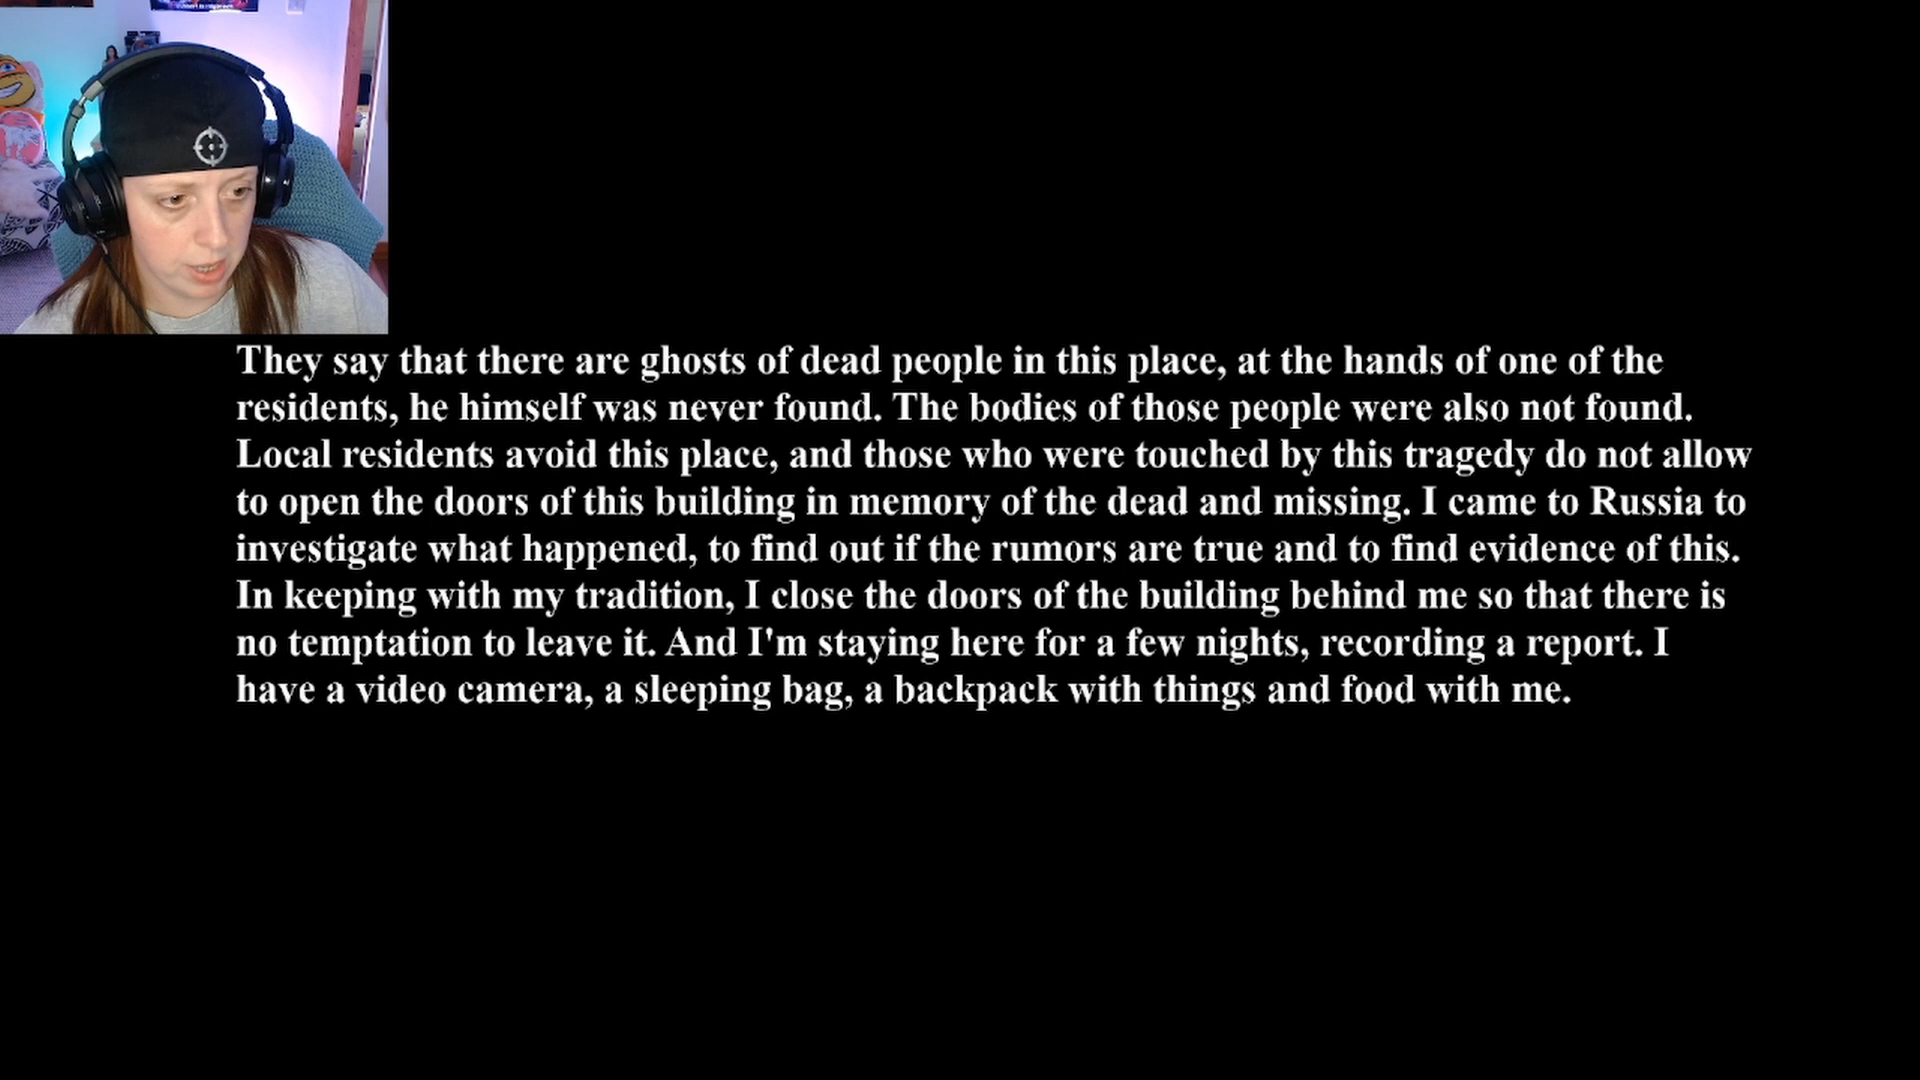 They say that there are ghosts of dead people in this place, at the hands of one of the
residents, he himself was never found. The bodies of those people were also not found.
Local residents avoid this place, and those who were touched by this tragedy do not allow
to open the doors of this building in memory of the dead and missing. I came to Russia to
investigate what happened, to find out if the rumors are true and to find evidence of this.
In keeping with my tradition, I close the doors of the building behind me so that there is
no temptation to leave it. And I'm staying here for a few nights, recording a report. I
have a video camera, a sleeping bag, a backpack with things and food with me.